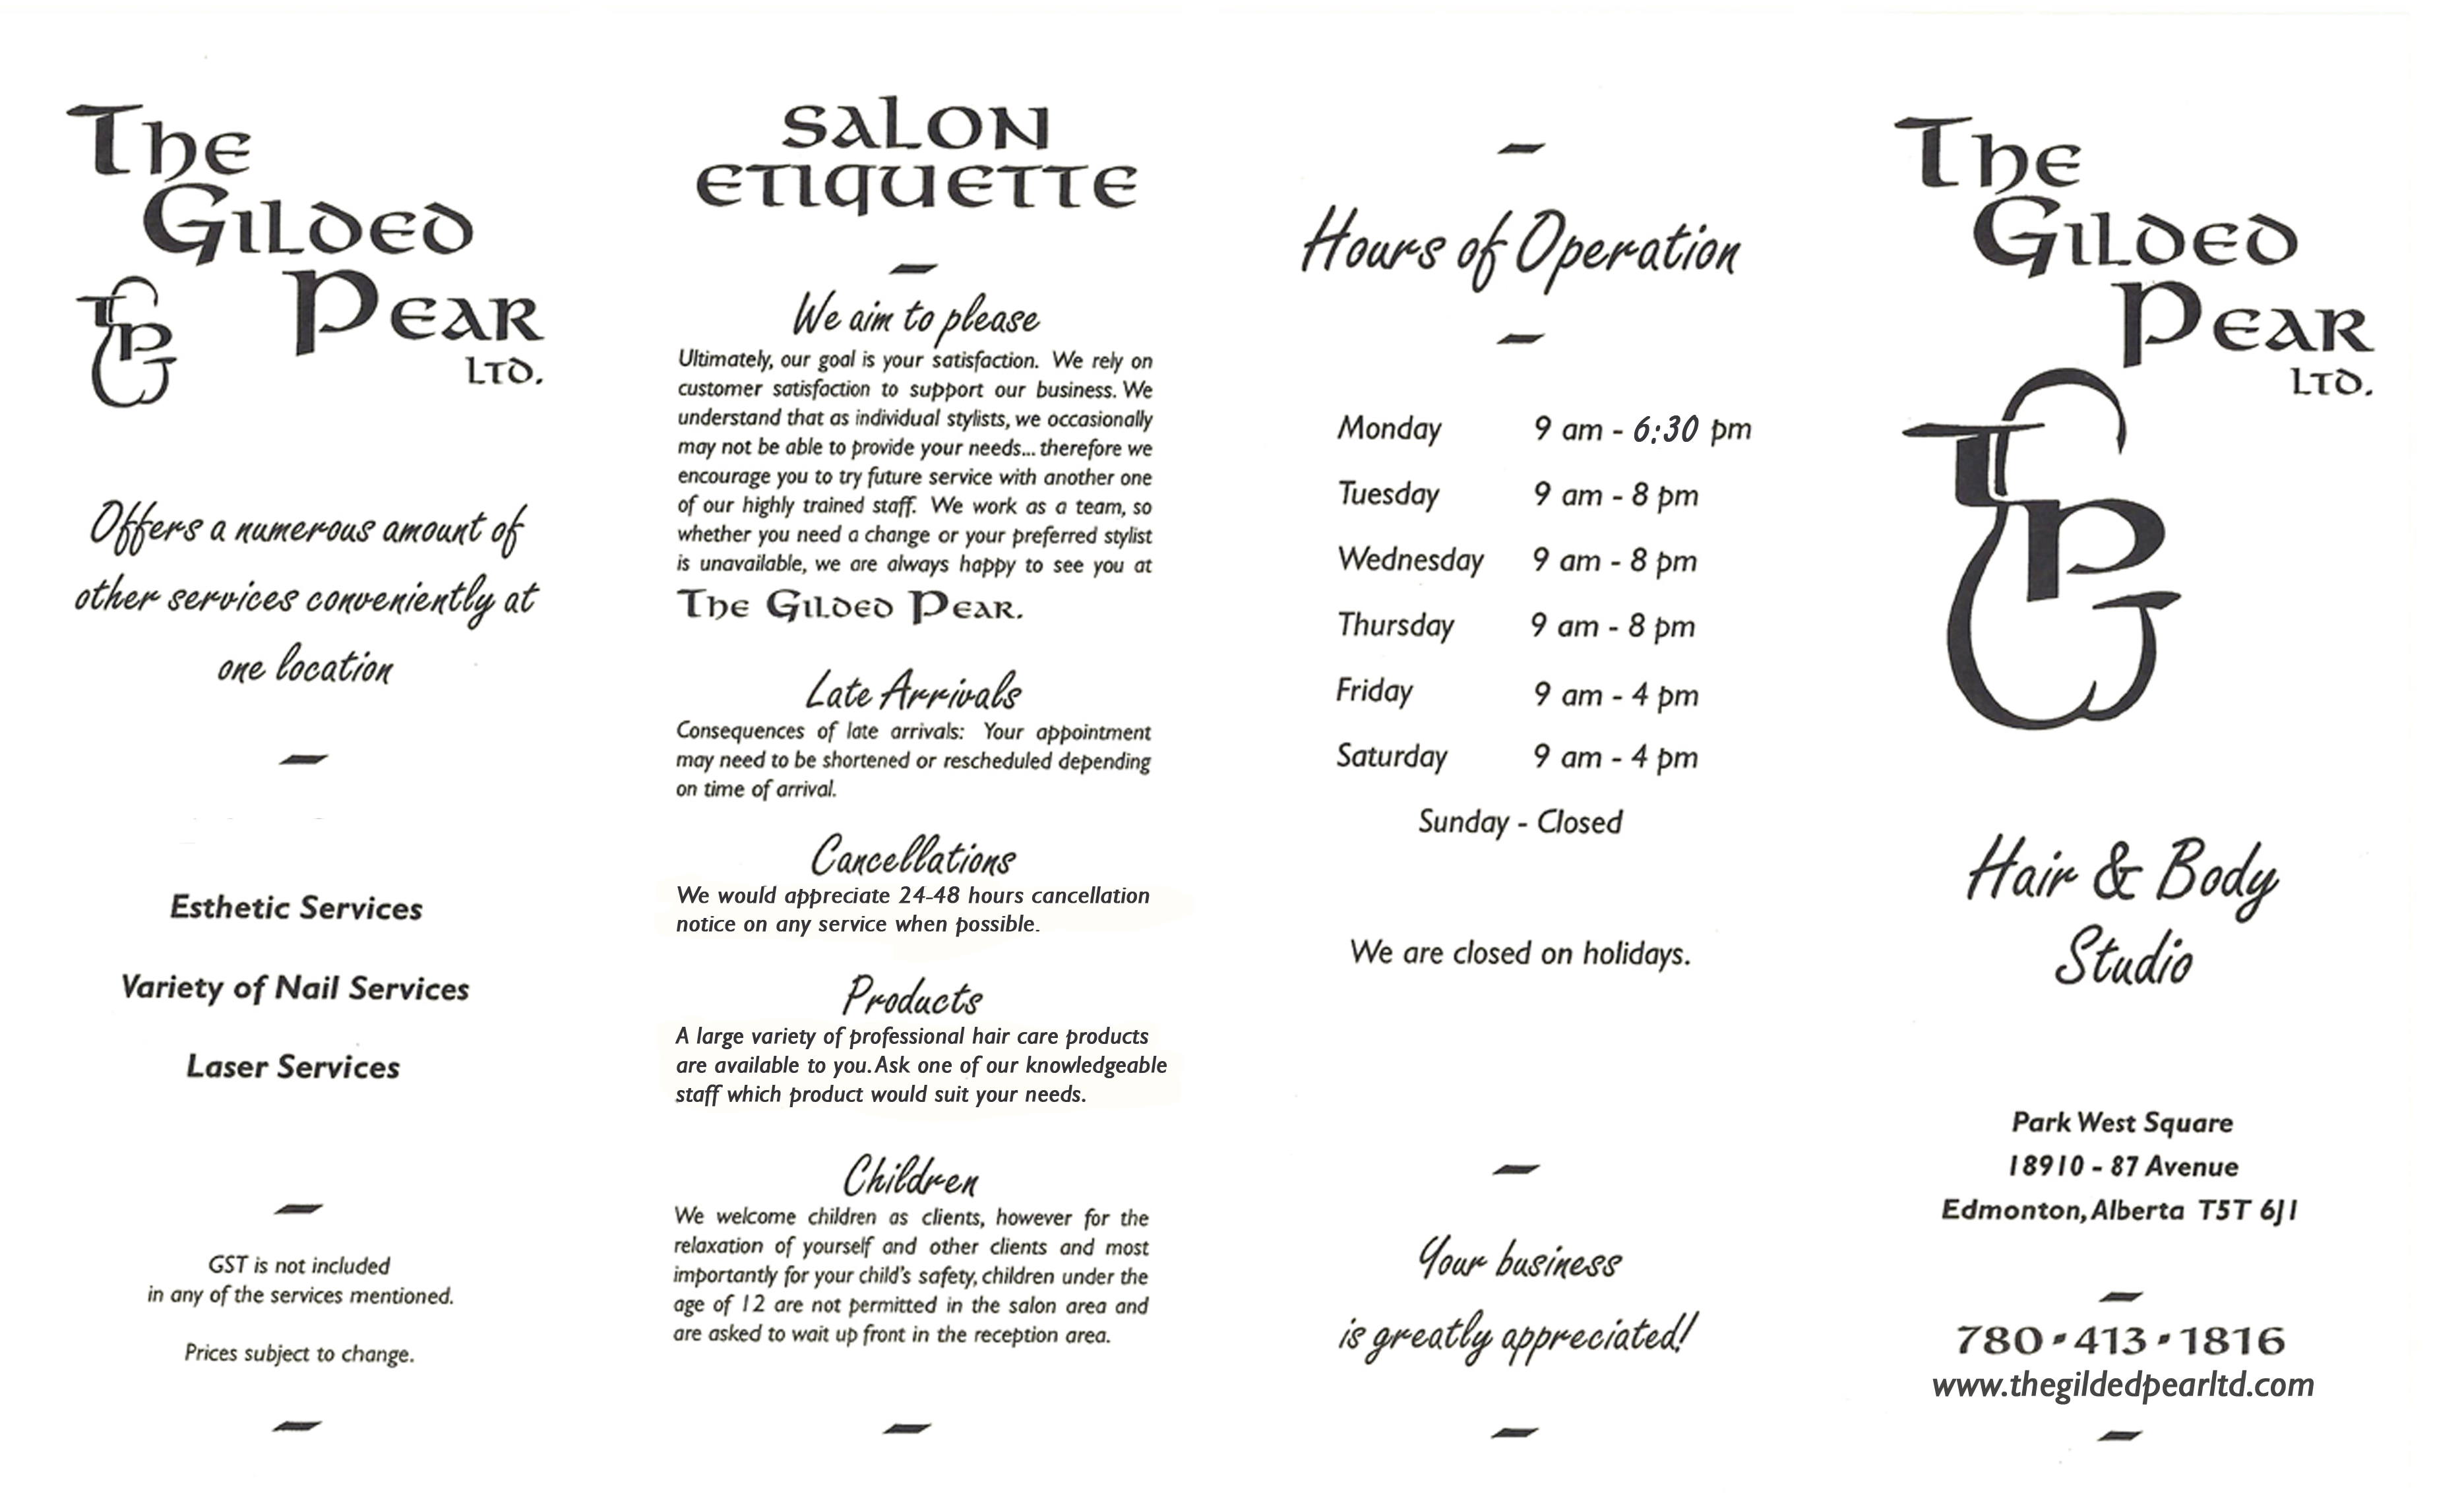 The
Gilded
Pear
Ltd.
TPG
Offers a numerous amount of
other services conveniently at
one location
Esthetic Services
Variety of Nail Services
Laser Services
GST is not included
in any of the services mentioned.
Prices subject to change.
Salon
Etiquette
We aim to please
Ultimately, our goal is your satisfaction. We rely on
customer satisfaction to support our business. We
understand that as individual stylists, we occasionally
may not be able to provide your needs... therefore we
encourage you to try future service with another one
of our highly trained staff. We work as a team, so
whether you need a change or your preferred stylist
is unavailable, we are always happy to see you at
The Gilded Pear.
Late Arrivals
Consequences of late arrivals: Your appointment
may need to be shortened or rescheduled depending
on time of arrival.
Cancellations
We would appreciate 24-48 hours cancellation
notice on any service when possible.
Products
A large variety of professional hair care products
are available to you. Ask one of our knowledgeable
staff which product would suit your needs.
Children
We welcome children as clients, however for the
relaxation of yourself and other clients and most
importantly for your child's safety, children under the
age of 12 are not permitted in the salon area and
are asked to wait up front in the reception area.
Hours of Operation
Monday 9 am - 6:30 pm
Tuesday 9 am - 8 pm
Wednesday 9 am - 8 pm
Thursday 9 am - 8 pm
Friday 9 am - 4 pm
Saturday 9 am - 4 pm
Sunday - Closed
We are closed on holidays.
Your business
is greatly appreciated!
The
Gilded
Pear
Ltd.
TPG
Hair & Body
Studio
Park West Square
18910 - 87 Avenue
Edmonton, Alberta T5T 6J1
780-413-1816
www.thegildedpearltd.com